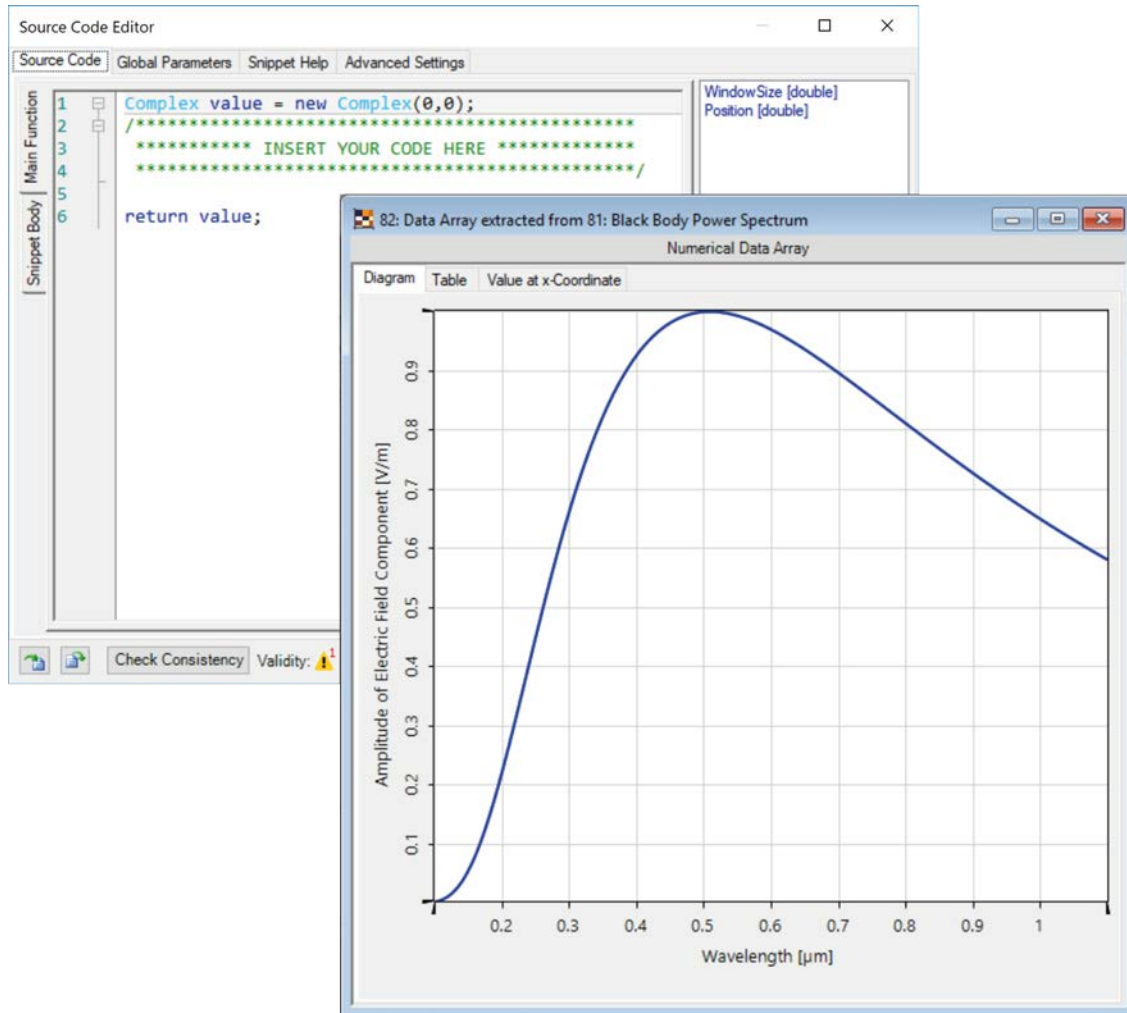 Source Code Editor
Source Code Global Parameters Snippet Help Advanced Settings
Main Function
Snippet Body
1 Complex value = new Complex(0,0);
2 /***********************************************
3 *********** INSERT YOUR CODE HERE *************
4 ***********************************************/
5
6 return value;
WindowSize [double]
Position [double]
Check Consistency Validity: 1
82: Data Array extracted from 81: Black Body Power Spectrum
Numerical Data Array
Diagram Table Value at x-Coordinate
Amplitude of Electric Field Component [V/m]
0.9
0.8
0.7
0.6
0.5
0.4
0.3
0.2
0.1
0.2 0.3 0.4 0.5 0.6 0.7 0.8 0.9 1
Wavelength [µm]